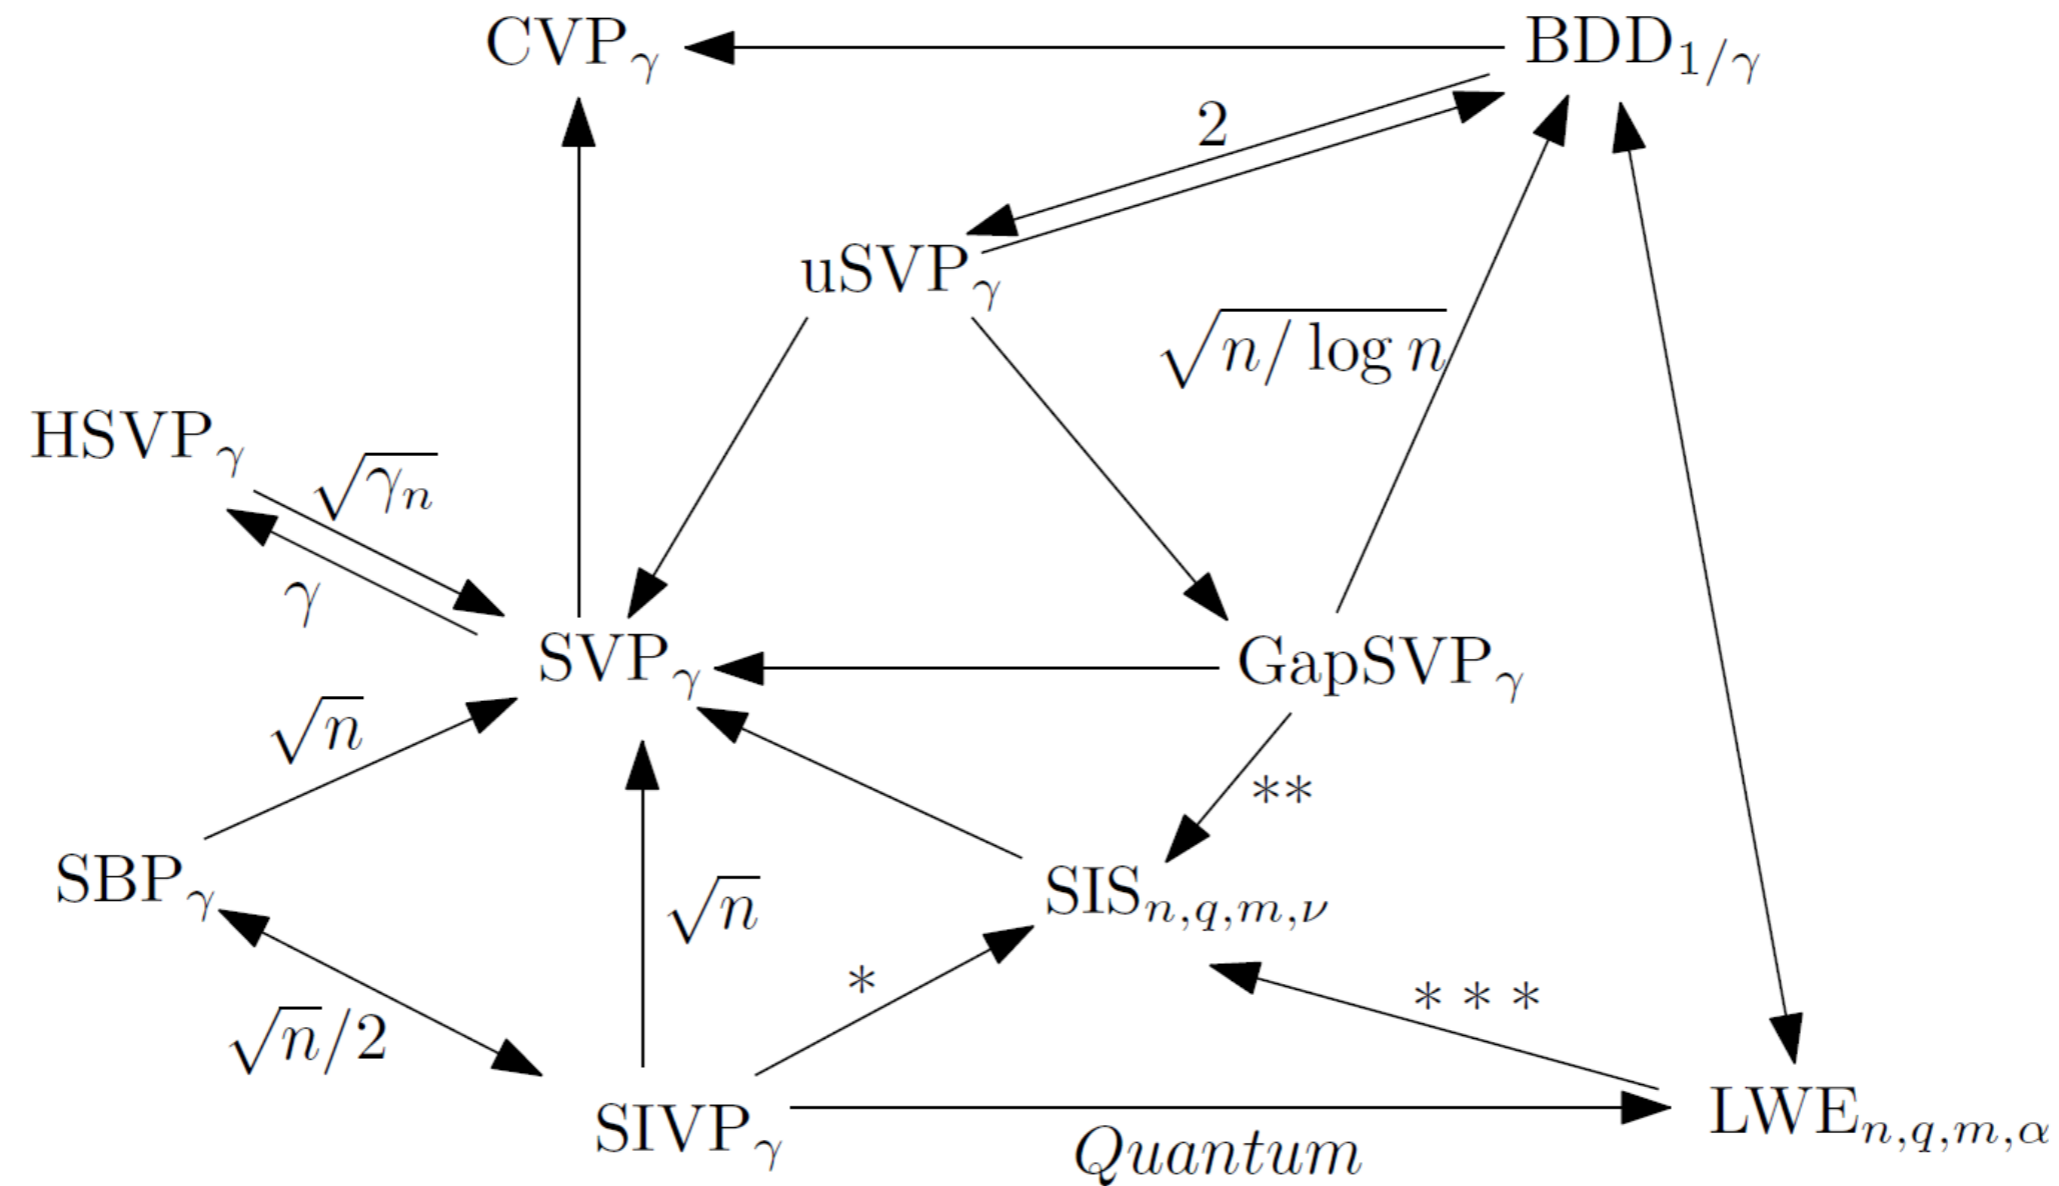 CVP_γ BDD_{1/γ}
2
uSVP_γ
√(n/ log n)
HSVP_γ
√(γ_n)
γ
SVP_γ GapSVP_γ
√n
**
SBP_γ
√n
SIS_{n,q,m,ν}
*
* * *
√n/2
SIVP_γ
Quantum
LWE_{n,q,m,α}